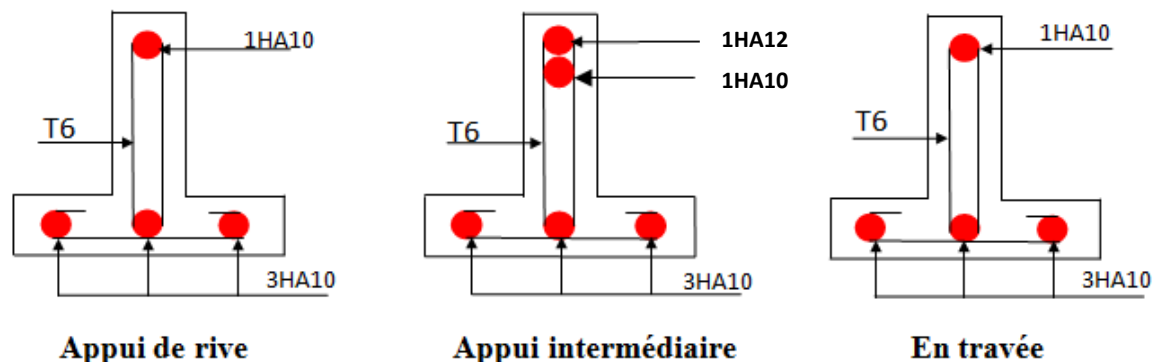 1HA10
T6
3HA10
Appui de rive
1HA12
1HA10
T6
3HA10
Appui intermédiaire
1HA10
T6
3HA10
En travée